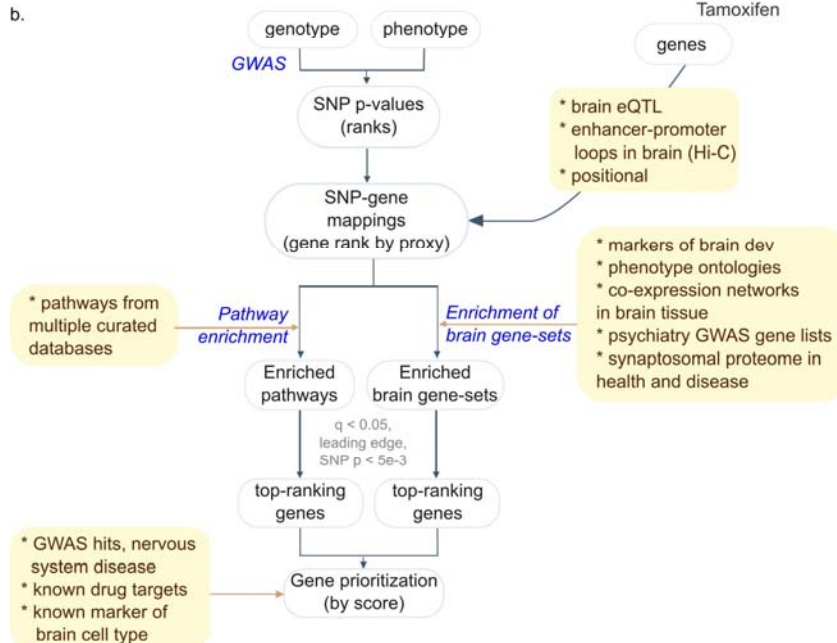 b.
Tamoxifen
genotype
phenotype
genes
GWAS
SNP p-values
(ranks)
* brain eQTL
* enhancer-promoter
loops in brain (Hi-C)
* positional
SNP-gene
mappings
(gene rank by proxy)
* markers of brain dev
* phenotype ontologies
* co-expression networks
in brain tissue
* psychiatry GWAS gene lists
* synaptosomal proteome in
health and disease
* pathways from
multiple curated
databases
Pathway
enrichment
Enrichment of
brain gene-sets
Enriched
pathways
Enriched
brain gene-sets
q < 0.05,
leading edge,
SNP p < 5e-3
top-ranking
genes
top-ranking
genes
* GWAS hits, nervous
system disease
* known drug targets
* known marker of
brain cell type
Gene prioritization
(by score)